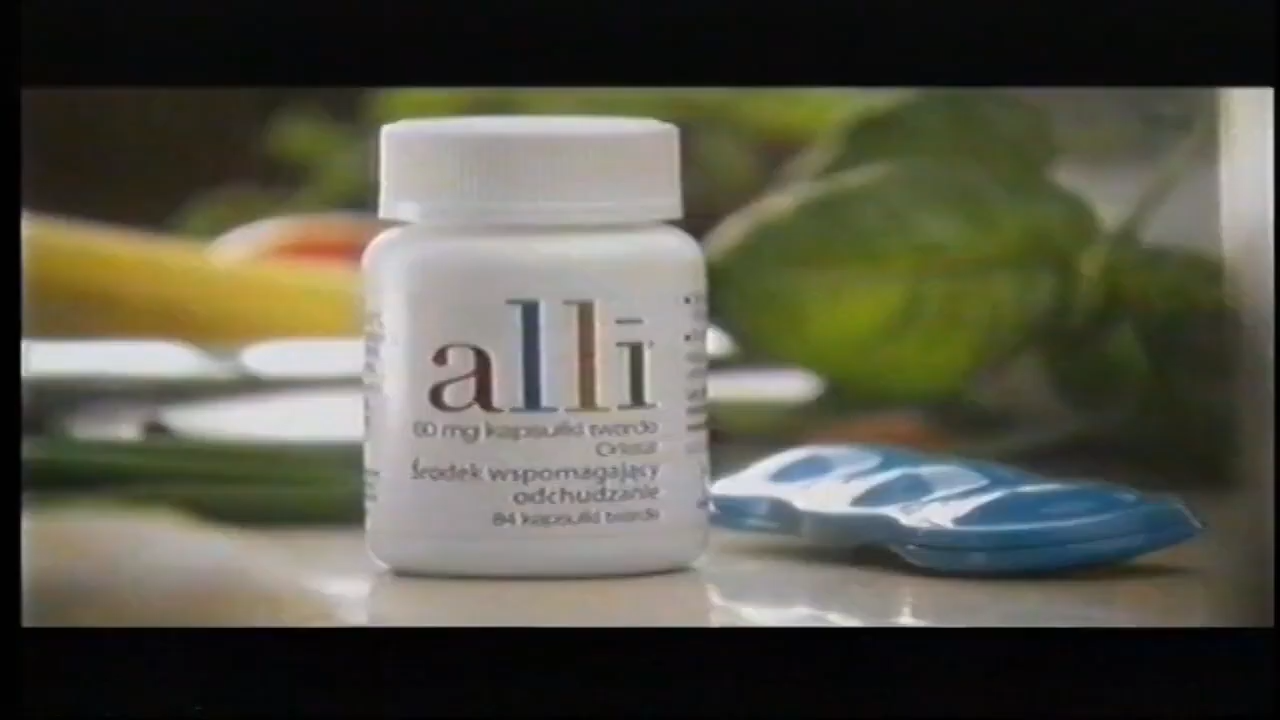 alli
60 mg kapsułki twarde
Orlistat
Środek wspomagający
odchudzanie
84 kapsułki twarde